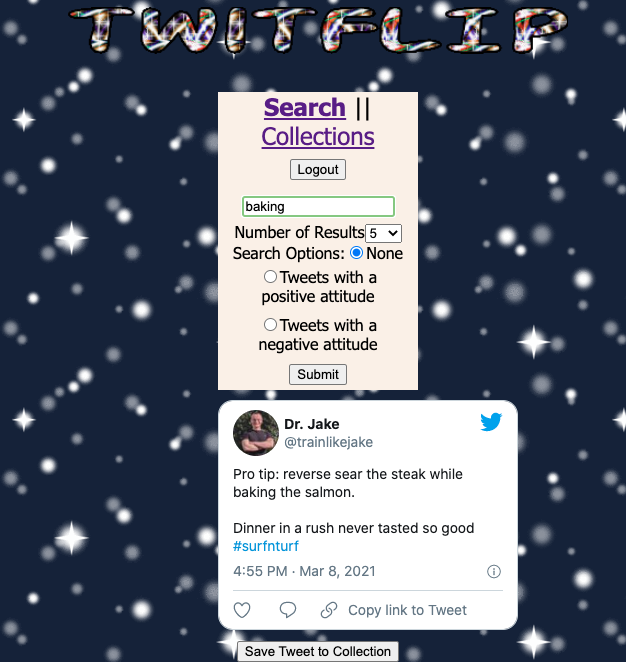 TWITFLIP
Search ||
Collections
Logout
baking
Number of Results 5
Search Options: None
Tweets with a
positive attitude
Tweets with a
negative attitude
Submit
Dr. Jake
@trainlikejake
Pro tip: reverse sear the steak while
baking the salmon.
Dinner in a rush never tasted so good
#surfnturf
4:55 PM · Mar 8, 2021
Copy link to Tweet
Save Tweet to Collection